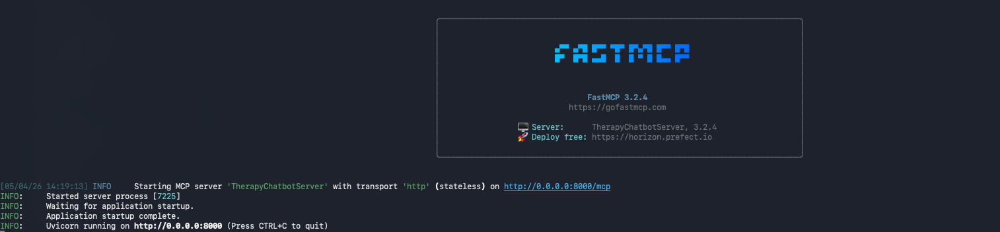 FASTMCP
FastMCP 3.2.4
https://gofastmcp.com
Server: TherapyChatbotServer, 3.2.4
Deploy free: https://horizon.prefect.io
[05/04/26 14:19:13] INFO Starting MCP server 'TherapyChatbotServer' with transport 'http' (stateless) on http://0.0.0.0:8000/mcp
INFO: Started server process [7225]
INFO: Waiting for application startup.
INFO: Application startup complete.
INFO: Uvicorn running on http://0.0.0.0:8000 (Press CTRL+C to quit)